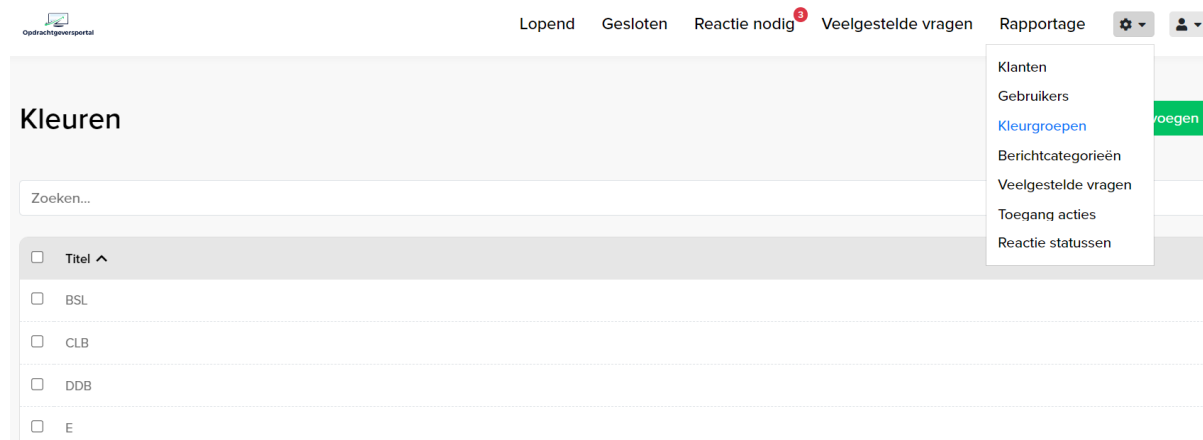 Opdrachtgeversportal
Lopend Gesloten Reactie nodig 3 Veelgestelde vragen Rapportage
Klanten
Gebruikers
Kleurgroepen
Berichtcategorieën
Veelgestelde vragen
Toegang acties
Reactie statussen
Kleuren
voegen
Zoeken...
Titel
BSL
CLB
DDB
E